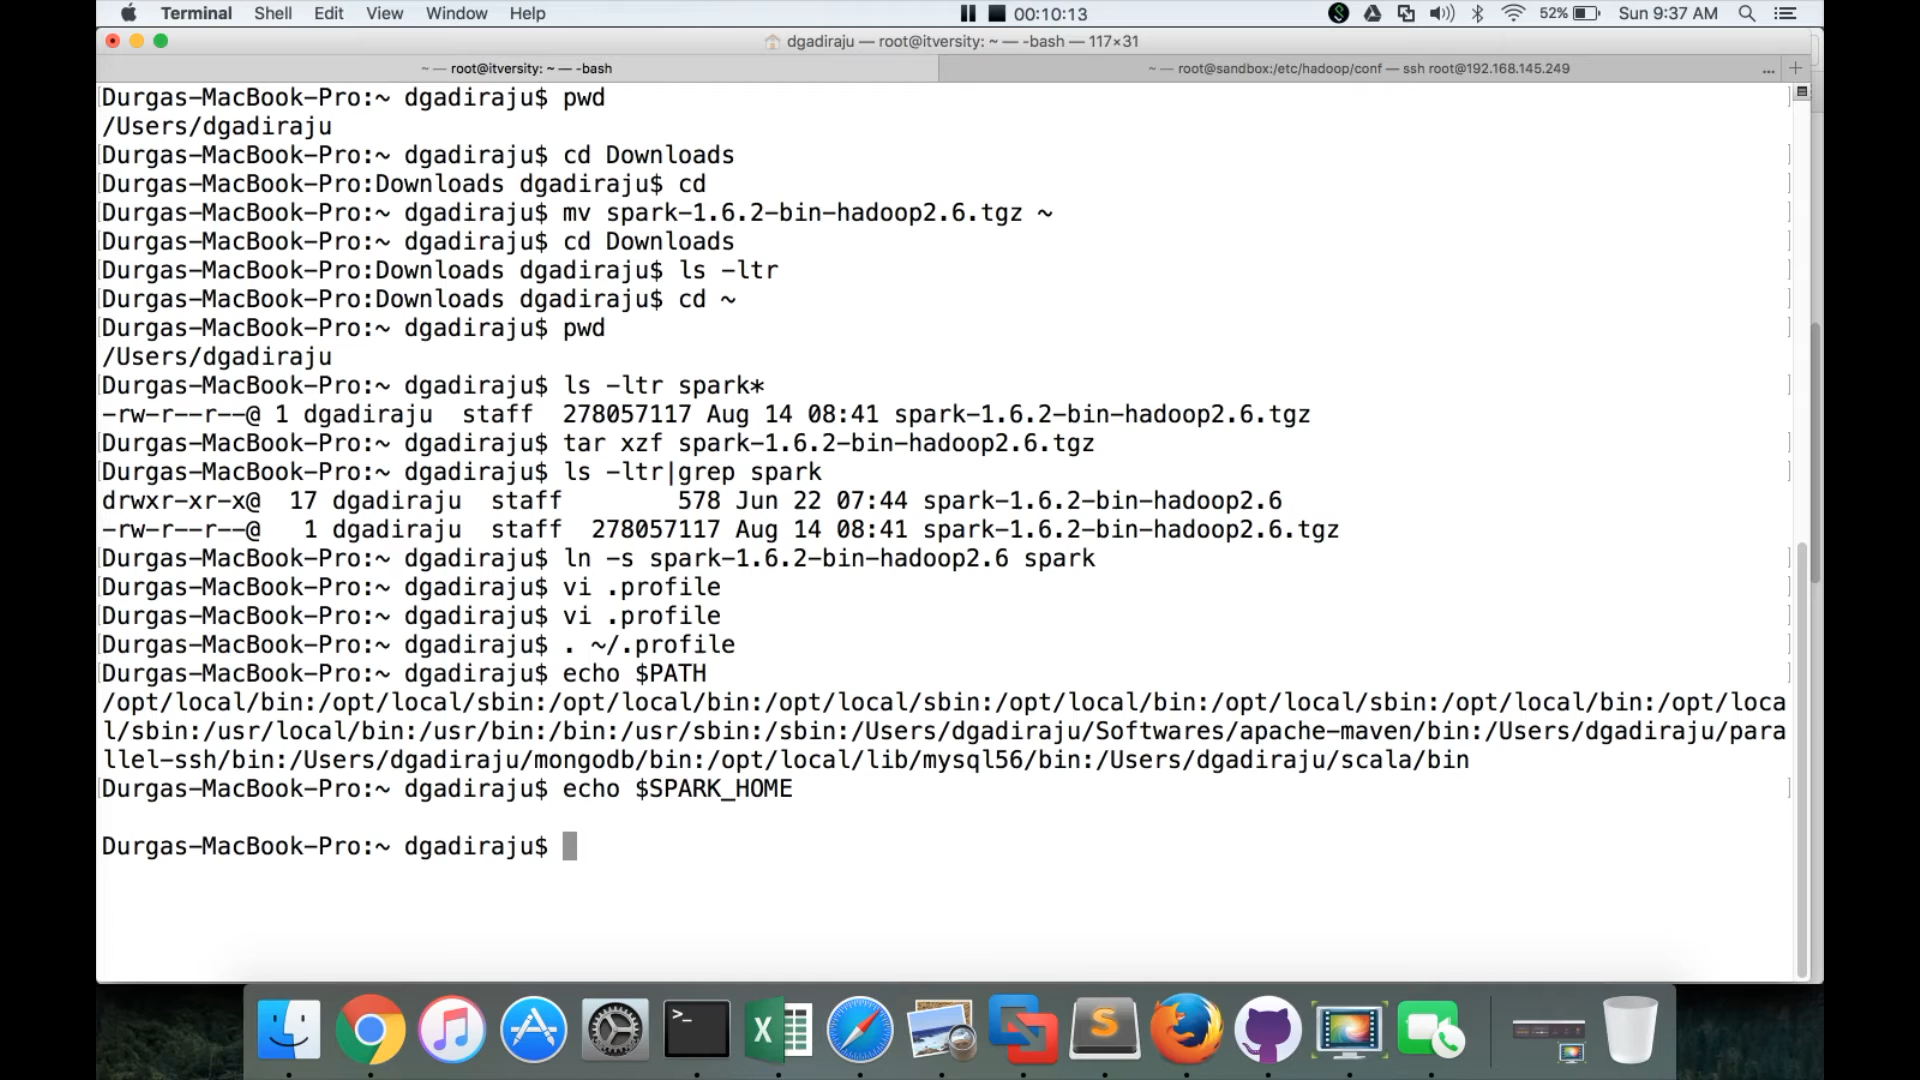 Terminal Shell Edit View Window Help 00:10:13 52% Sun 9:37 AM
dgadiraju — root@itversity: ~ — -bash — 117×31
~ — root@itversity: ~ — -bash
~ — root@sandbox:/etc/hadoop/conf — ssh root@192.168.145.249 ... +
Durgas-MacBook-Pro:~ dgadiraju$ pwd
/Users/dgadiraju
Durgas-MacBook-Pro:~ dgadiraju$ cd Downloads
Durgas-MacBook-Pro:Downloads dgadiraju$ cd
Durgas-MacBook-Pro:~ dgadiraju$ mv spark-1.6.2-bin-hadoop2.6.tgz ~
Durgas-MacBook-Pro:~ dgadiraju$ cd Downloads
Durgas-MacBook-Pro:Downloads dgadiraju$ ls -ltr
Durgas-MacBook-Pro:Downloads dgadiraju$ cd ~
Durgas-MacBook-Pro:~ dgadiraju$ pwd
/Users/dgadiraju
Durgas-MacBook-Pro:~ dgadiraju$ ls -ltr spark*
-rw-r--r--@ 1 dgadiraju  staff  278057117 Aug 14 08:41 spark-1.6.2-bin-hadoop2.6.tgz
Durgas-MacBook-Pro:~ dgadiraju$ tar xzf spark-1.6.2-bin-hadoop2.6.tgz
Durgas-MacBook-Pro:~ dgadiraju$ ls -ltr|grep spark
drwxr-xr-x@  17 dgadiraju  staff        578 Jun 22 07:44 spark-1.6.2-bin-hadoop2.6
-rw-r--r--@   1 dgadiraju  staff  278057117 Aug 14 08:41 spark-1.6.2-bin-hadoop2.6.tgz
Durgas-MacBook-Pro:~ dgadiraju$ ln -s spark-1.6.2-bin-hadoop2.6 spark
Durgas-MacBook-Pro:~ dgadiraju$ vi .profile
Durgas-MacBook-Pro:~ dgadiraju$ vi .profile
Durgas-MacBook-Pro:~ dgadiraju$ . ~/.profile
Durgas-MacBook-Pro:~ dgadiraju$ echo $PATH
/opt/local/bin:/opt/local/sbin:/opt/local/bin:/opt/local/sbin:/opt/local/bin:/opt/local/sbin:/opt/local/bin:/opt/loca
l/sbin:/usr/local/bin:/usr/bin:/bin:/usr/sbin:/sbin:/Users/dgadiraju/Softwares/apache-maven/bin:/Users/dgadiraju/para
llel-ssh/bin:/Users/dgadiraju/mongodb/bin:/opt/local/lib/mysql56/bin:/Users/dgadiraju/scala/bin
Durgas-MacBook-Pro:~ dgadiraju$ echo $SPARK_HOME
Durgas-MacBook-Pro:~ dgadiraju$